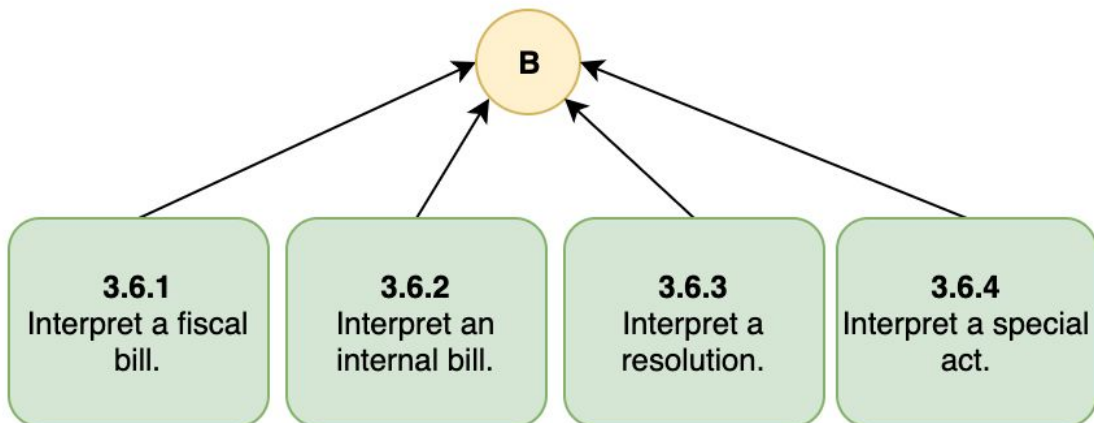 B
3.6.1
Interpret a fiscal
bill.
3.6.2
Interpret an
internal bill.
3.6.3
Interpret a
resolution.
3.6.4
Interpret a special
act.